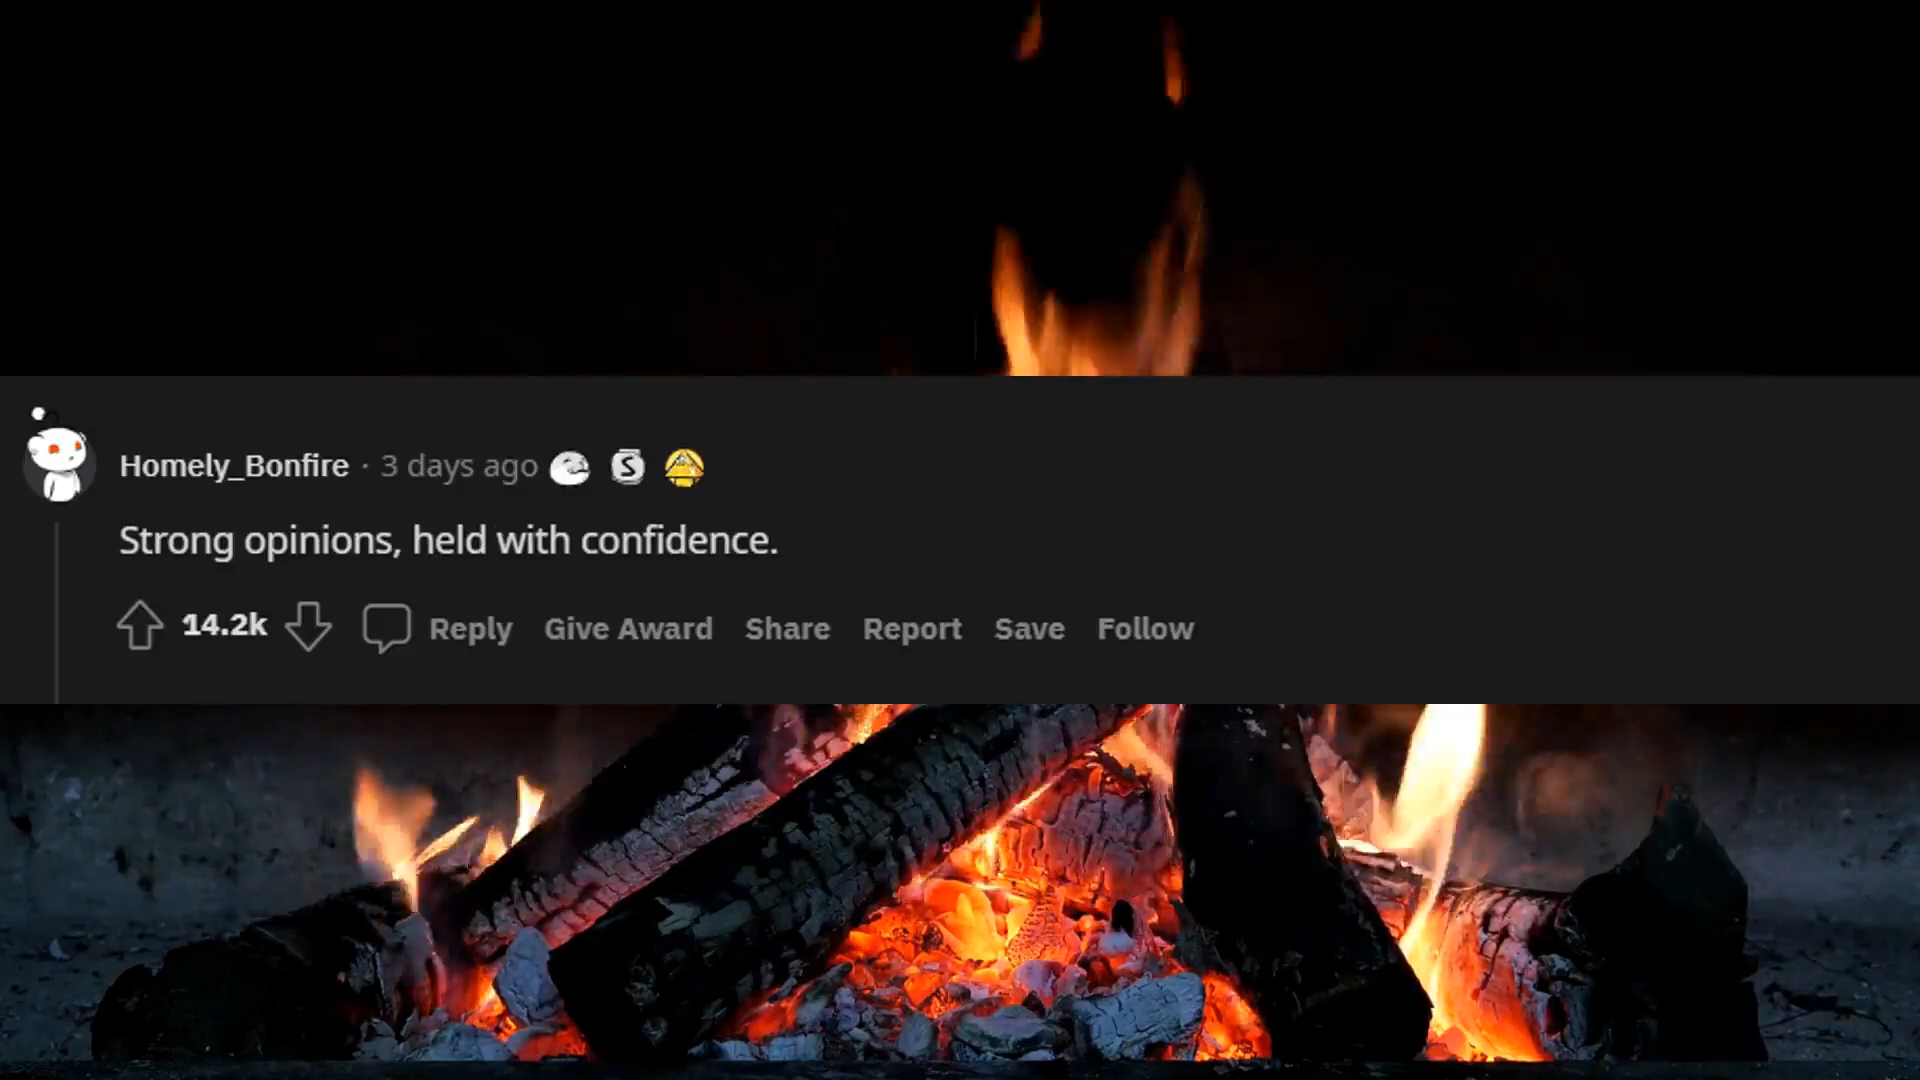 Homely_Bonfire · 3 days ago
Strong opinions, held with confidence.
14.2k Reply Give Award Share Report Save Follow